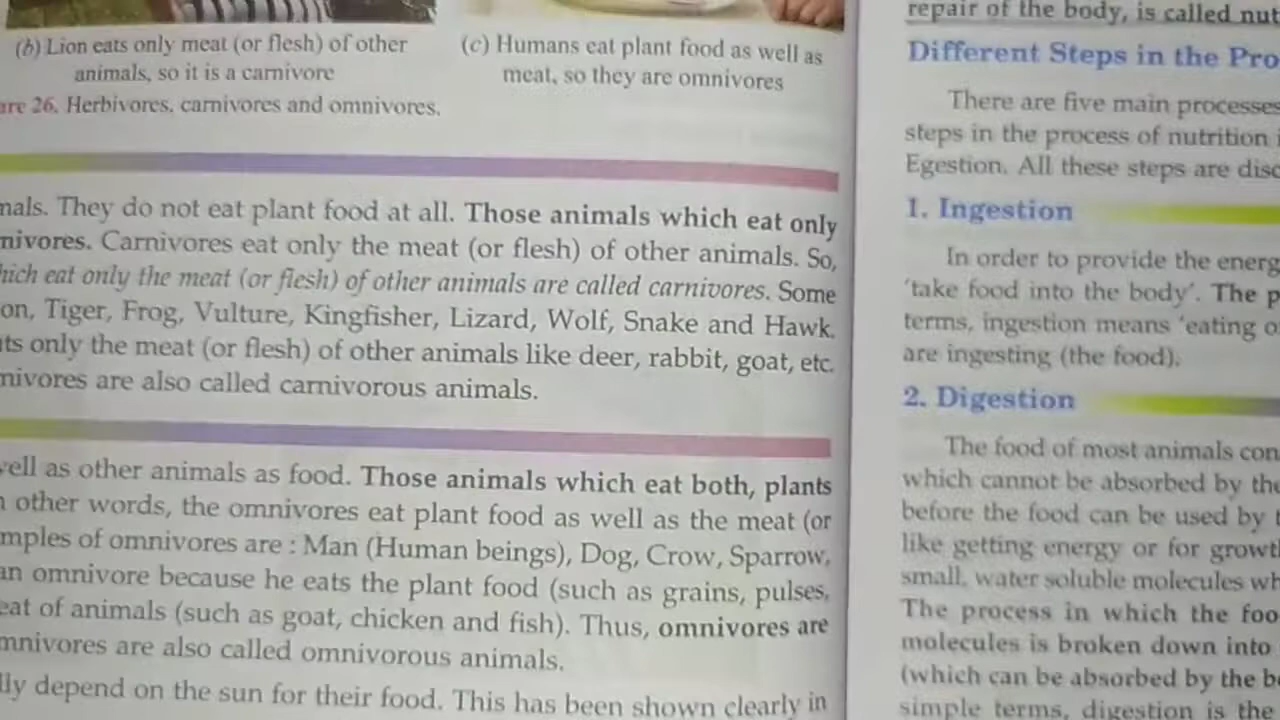 (b) Lion eats only meat (or flesh) of other
animals, so it is a carnivore
(c) Humans eat plant food as well as
meat, so they are omnivores
are 26. Herbivores, carnivores and omnivores.
nals. They do not eat plant food at all. Those animals which eat only
nivores. Carnivores eat only the meat (or flesh) of other animals. So,
hich eat only the meat (or flesh) of other animals are called carnivores. Some
on, Tiger, Frog, Vulture, Kingfisher, Lizard, Wolf, Snake and Hawk.
ts only the meat (or flesh) of other animals like deer, rabbit, goat, etc.
nivores are also called carnivorous animals.
vell as other animals as food. Those animals which eat both, plants
other words, the omnivores eat plant food as well as the meat (or
mples of omnivores are : Man (Human beings), Dog, Crow, Sparrow,
an omnivore because he eats the plant food (such as grains, pulses,
eat of animals (such as goat, chicken and fish). Thus, omnivores are
mnivores are also called omnivorous animals.
lly depend on the sun for their food. This has been shown clearly in
repair of the body, is called nut
Different Steps in the Pro
There are five main processes
steps in the process of nutrition i
Egestion. All these steps are disc
1. Ingestion
In order to provide the energ
'take food into the body'. The p
terms, ingestion means 'eating o
are ingesting (the food).
2. Digestion
The food of most animals con
which cannot be absorbed by the
before the food can be used by
like getting energy or for growth
small, water soluble molecules wh
The process in which the foo
molecules is broken down into
(which can be absorbed by the b
simple terms, digestion is the